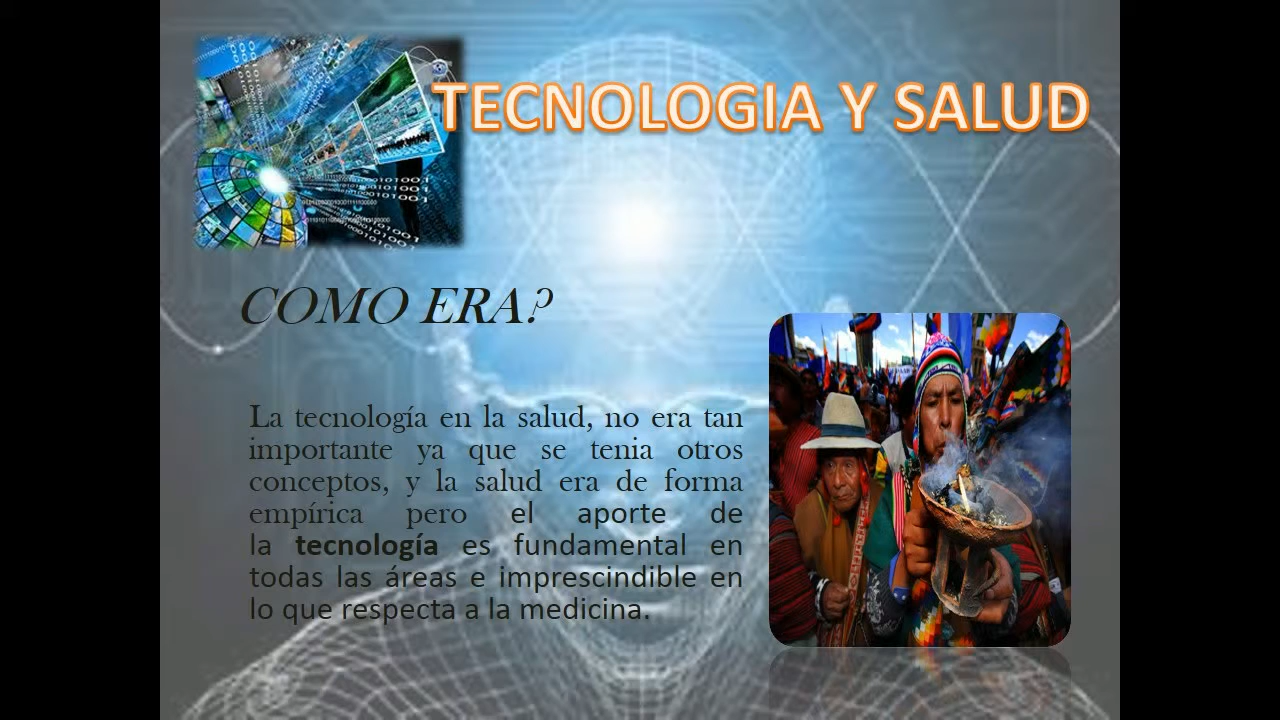 TECNOLOGIA Y SALUD
COMO ERA?
La tecnología en la salud, no era tan
importante ya que se tenia otros
conceptos, y la salud era de forma
empírica pero el aporte de
la tecnología es fundamental en
todas las áreas e imprescindible en
lo que respecta a la medicina.